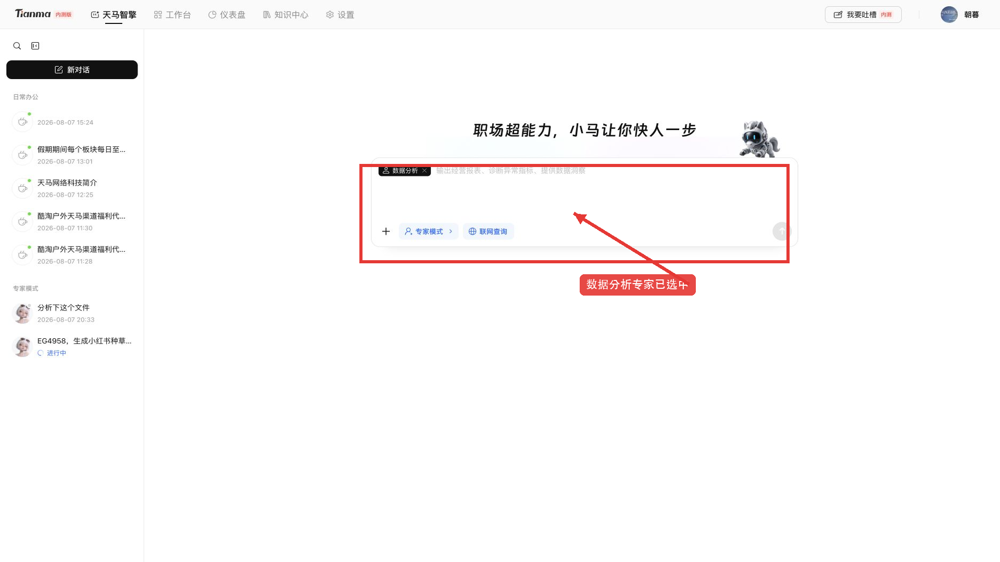 Tianma 内测版
天马智擎
工作台
仪表盘
知识中心
设置
我要吐槽 内测
朝暮
新对话
日常办公
2026-08-07 15:24
假期期间每个板块每日至...
2026-08-07 13:01
天马网络科技简介
2026-08-07 12:25
酷淘户外天马渠道福利代...
2026-08-07 11:30
酷淘户外天马渠道福利代...
2026-08-07 11:28
专家模式
分析下这个文件
2026-08-07 20:33
EG4958，生成小红书种草...
进行中
职场超能力，小马让你快人一步
数据分析 输出经营报表、诊断异常指标、提供数据洞察
专家模式
联网查询
数据分析专家已选中